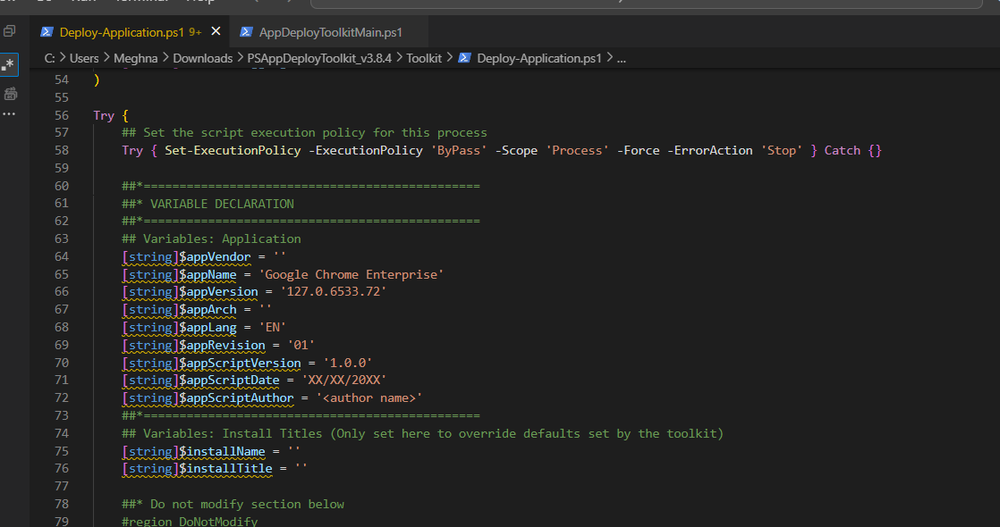 Deploy-Application.ps1 9+ ×
AppDeployToolkitMain.ps1
C: > Users > Meghna > Downloads > PSAppDeployToolkit_v3.8.4 > Toolkit > Deploy-Application.ps1 > ...
54 )
55
56 Try {
57 ## Set the script execution policy for this process
58 Try { Set-ExecutionPolicy -ExecutionPolicy 'ByPass' -Scope 'Process' -Force -ErrorAction 'Stop' } Catch {}
59
60 ##*===============================================
61 ##* VARIABLE DECLARATION
62 ##*===============================================
63 ## Variables: Application
64 [string]$appVendor = ''
65 [string]$appName = 'Google Chrome Enterprise'
66 [string]$appVersion = '127.0.6533.72'
67 [string]$appArch = ''
68 [string]$appLang = 'EN'
69 [string]$appRevision = '01'
70 [string]$appScriptVersion = '1.0.0'
71 [string]$appScriptDate = 'XX/XX/20XX'
72 [string]$appScriptAuthor = '<author name>'
73 ##*===============================================
74 ## Variables: Install Titles (Only set here to override defaults set by the toolkit)
75 [string]$installName = ''
76 [string]$installTitle = ''
77
78 ##* Do not modify section below
79 #region DoNotModify